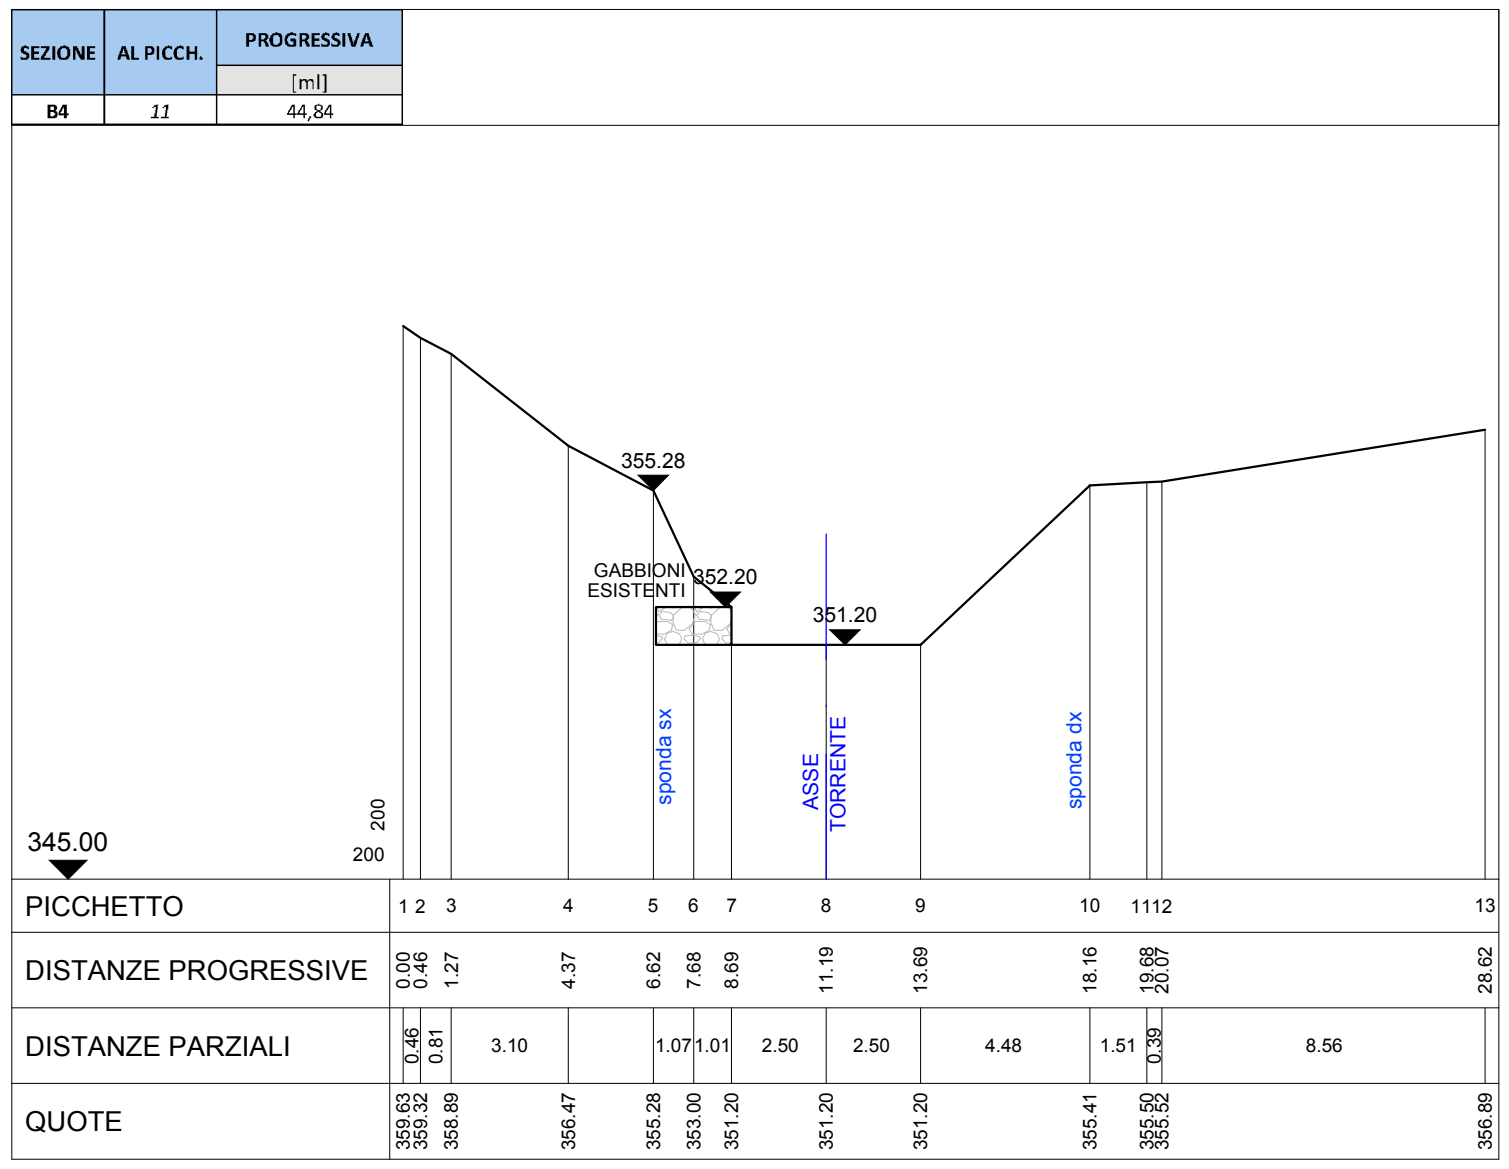 SEZIONE AL PICCH. PROGRESSIVA
[ml]
B4 11 44,84
355.28
GABBIONI
ESISTENTI
352.20
351.20
sponda sx
ASSE
TORRENTE
sponda dx
200
200
345.00
PICCHETTO 1 2 3 4 5 6 7 8 9 10 11 12 13
DISTANZE PROGRESSIVE 0.00 0.46 1.27 4.37 6.62 7.68 8.69 11.19 13.69 18.16 19.68 20.07 28.62
DISTANZE PARZIALI 0.46 0.81 3.10 1.07 1.01 2.50 2.50 4.48 1.51 0.39 8.56
QUOTE 359.63 359.32 358.89 356.47 355.28 353.00 351.20 351.20 351.20 355.41 355.50 355.52 356.89